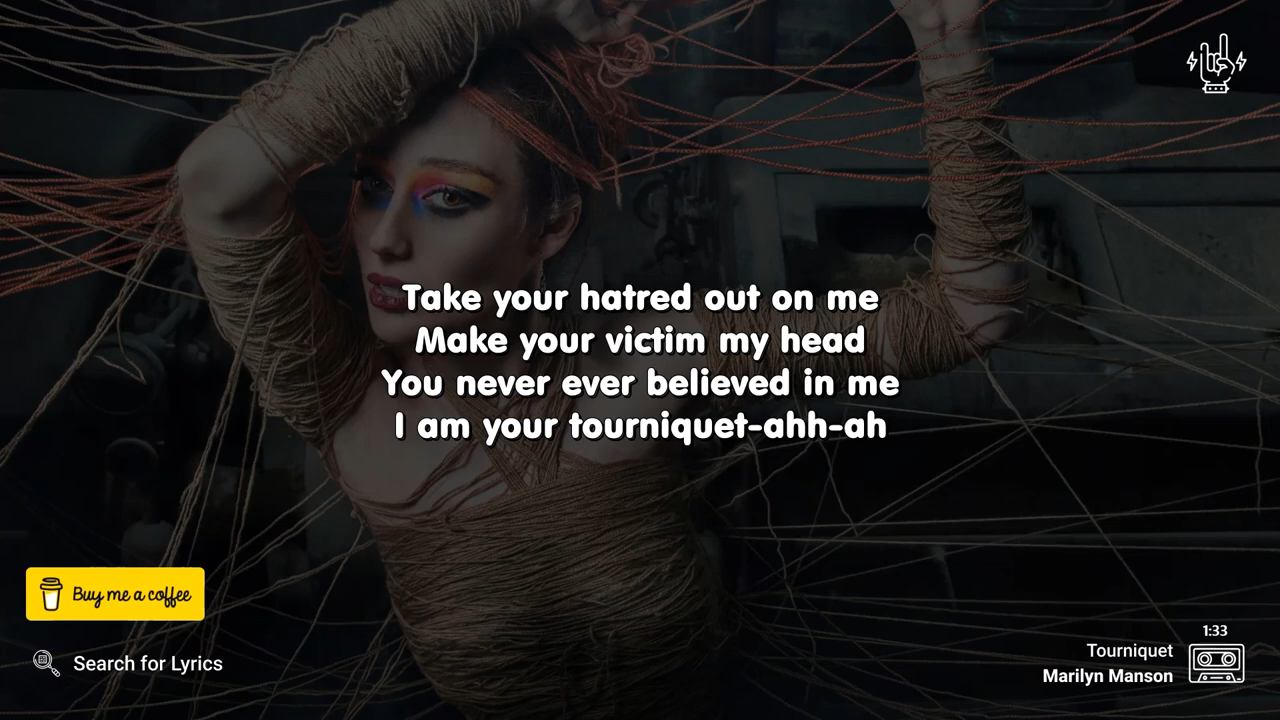 Take your hatred out on me
Make your victim my head
You never ever believed in me
I am your tourniquet-ahh-ah
Buy me a coffee
Search for Lyrics
1:33
Tourniquet
Marilyn Manson